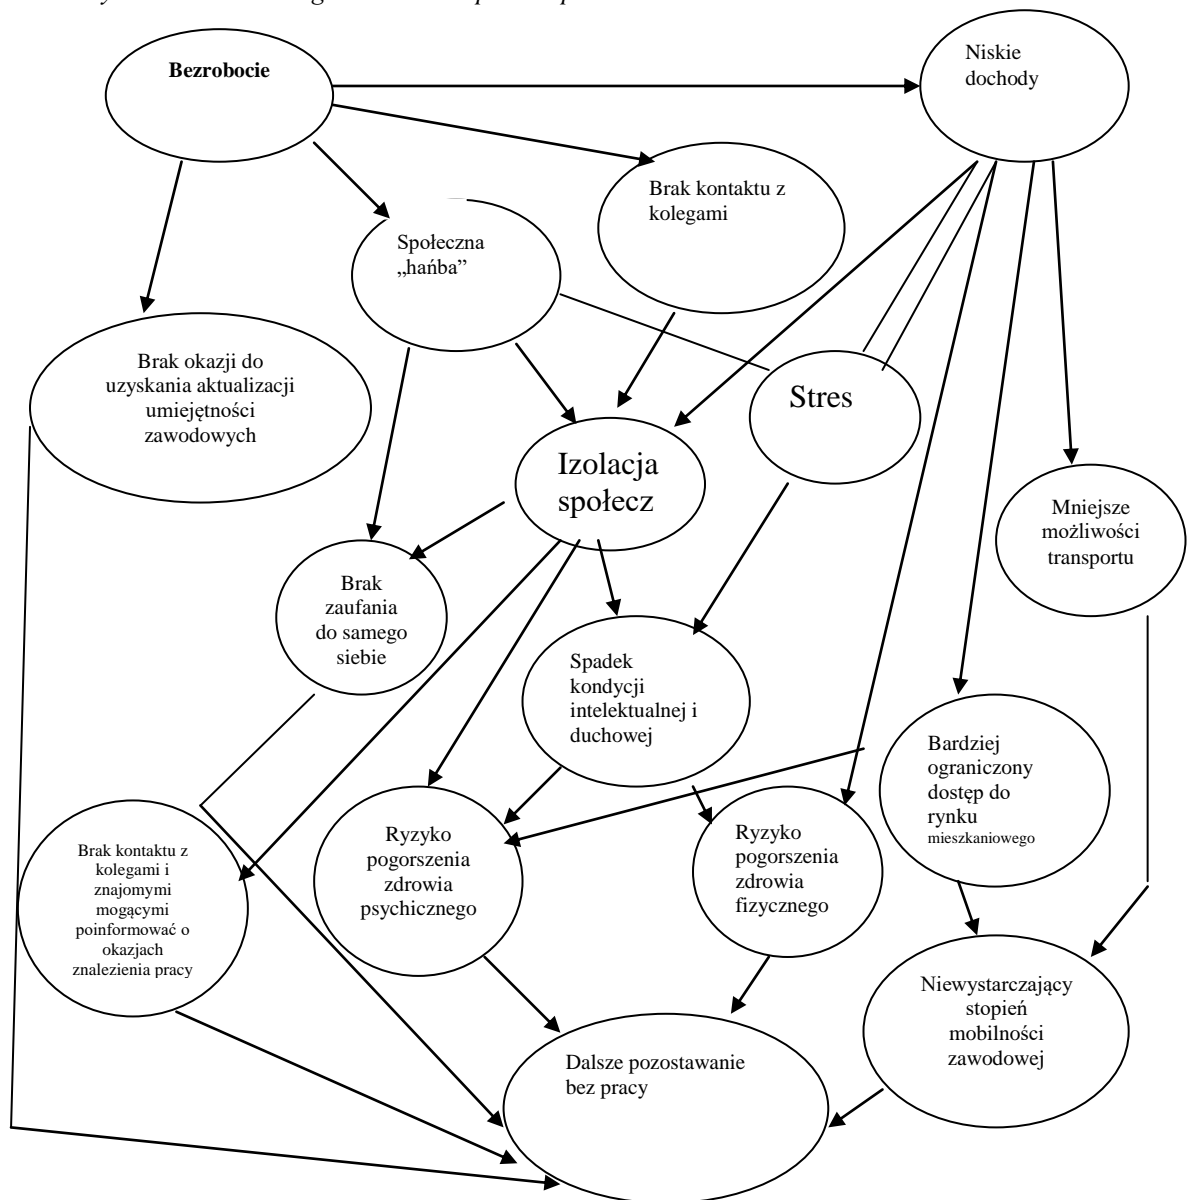 Bezrobocie
Niskie
dochody
Brak kontaktu z
kolegami
Społeczna
„hańba”
Brak okazji do
uzyskania aktualizacji
umiejętności
zawodowych
Stres
Izolacja
społecz
Mniejsze
możliwości
transportu
Brak
zaufania
do samego
siebie
Spadek
kondycji
intelektualnej i
duchowej
Bardziej
ograniczony
dostęp do
rynku
mieszkaniowego
Ryzyko
pogorszenia
zdrowia
psychicznego
Ryzyko
pogorszenia
zdrowia
fizycznego
Brak kontaktu z
kolegami i
znajomymi
mogącymi
poinformować o
okazjach
znalezienia pracy
Niewystarczający
stopień
mobilności
zawodowej
Dalsze pozostawanie
bez pracy